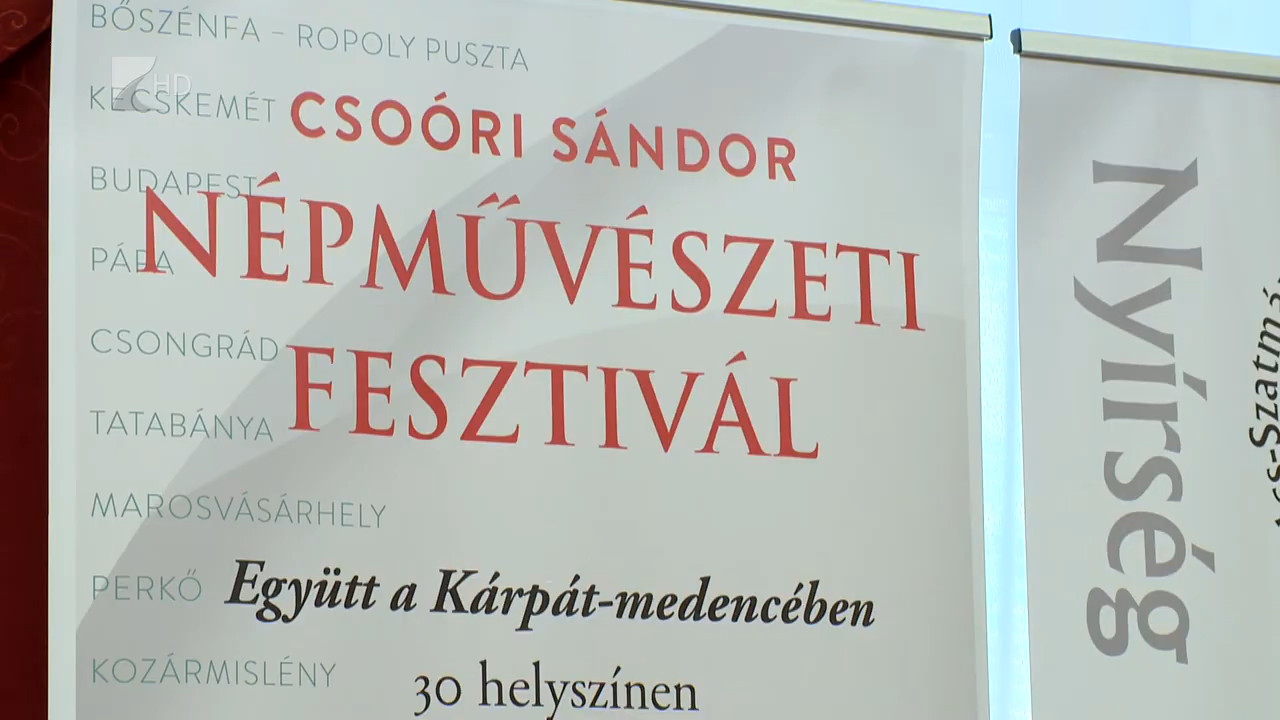 BŐSZÉNFA – ROPOLY PUSZTA
HD
KECSKEMÉT
CSOÓRI SÁNDOR
BUDAPEST
NÉPMŰVÉSZETI
PÁPA
CSONGRÁD
FESZTIVÁL
TATABÁNYA
MAROSVÁSÁRHELY
PERKŐ
Együtt a Kárpát-medencében
KOZÁRMISLÉNY
30 helyszínen
Nyírség